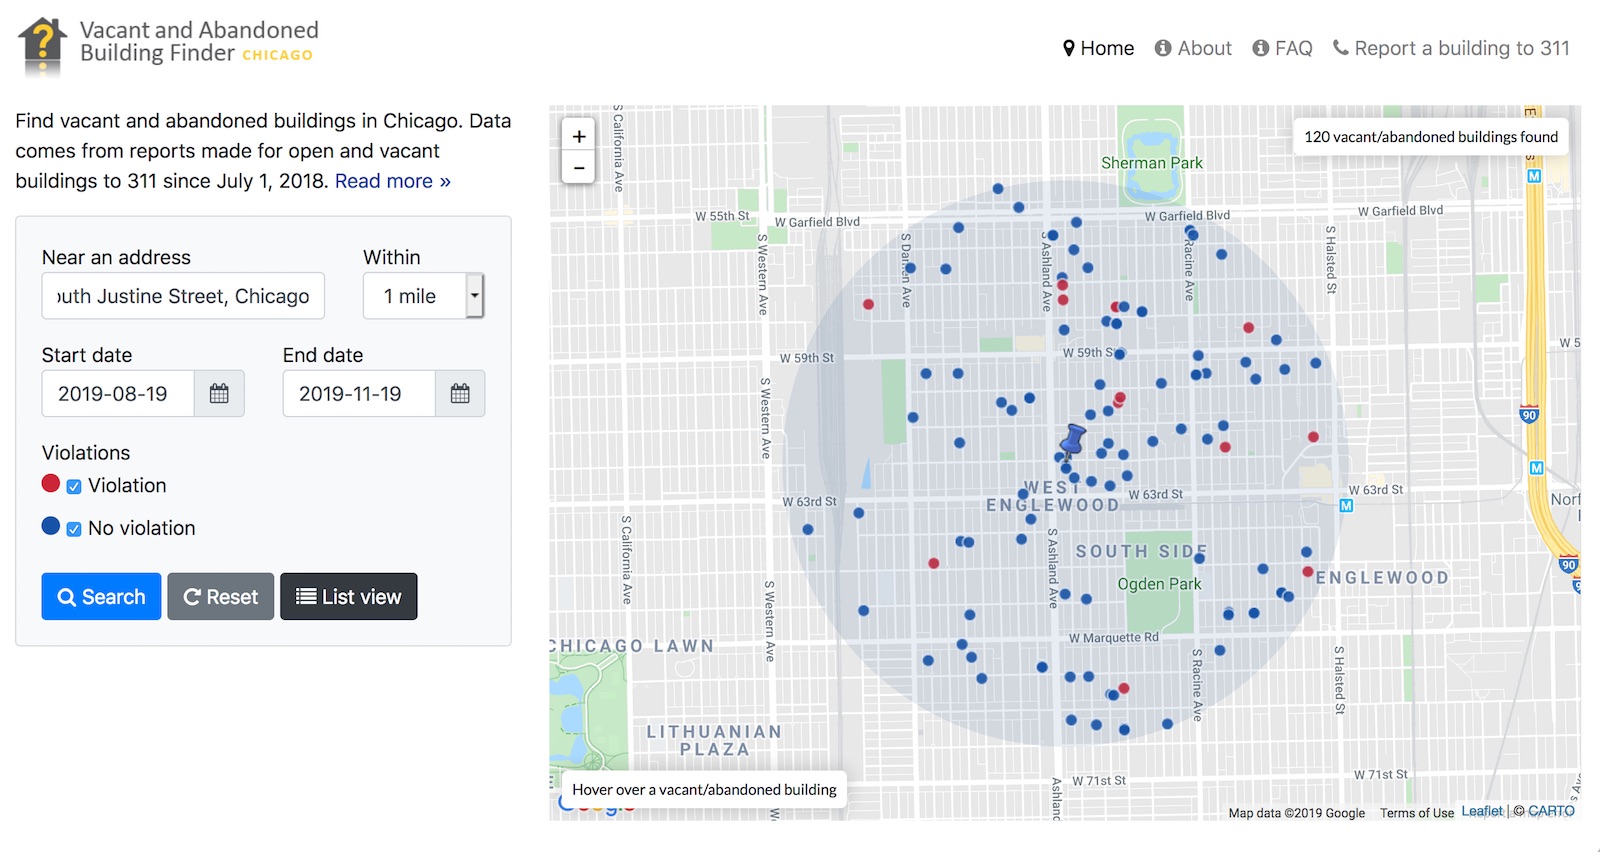 Vacant and Abandoned
Building Finder CHICAGO
Home
About
FAQ
Report a building to 311
Find vacant and abandoned buildings in Chicago. Data
comes from reports made for open and vacant
buildings to 311 since July 1, 2018. Read more »
Near an address
Within
outh Justine Street, Chicago
1 mile
Start date
End date
2019-08-19
2019-11-19
Violations
Violation
No violation
Search
Reset
List view
+
−
120 vacant/abandoned buildings found
Sherman Park
S California Ave
W 55th St
W Garfield Blvd
W Garfield Blvd
W Garfield Blvd
S Western Ave
S Damen Ave
S Ashland Ave
S Racine Ave
S Halsted St
M
W 59th St
W 59th S
W 5
S Western Ave
90
M
WEST
ENGLEWOOD
W 63rd St
W 63rd St
W 63rd St
M
Norf
S California Ave
S Western Ave
S Ashland Ave
SOUTH SIDE
Ogden Park
ENGLEWOOD
90
CHICAGO LAWN
W Marquette Rd
S Racine Ave
S Halsted St
LITHUANIAN
PLAZA
W 71st St
W 71st St
Ashland
Hover over a vacant/abandoned building
Map data ©2019 Google
Terms of Use
Leaflet | © CARTO